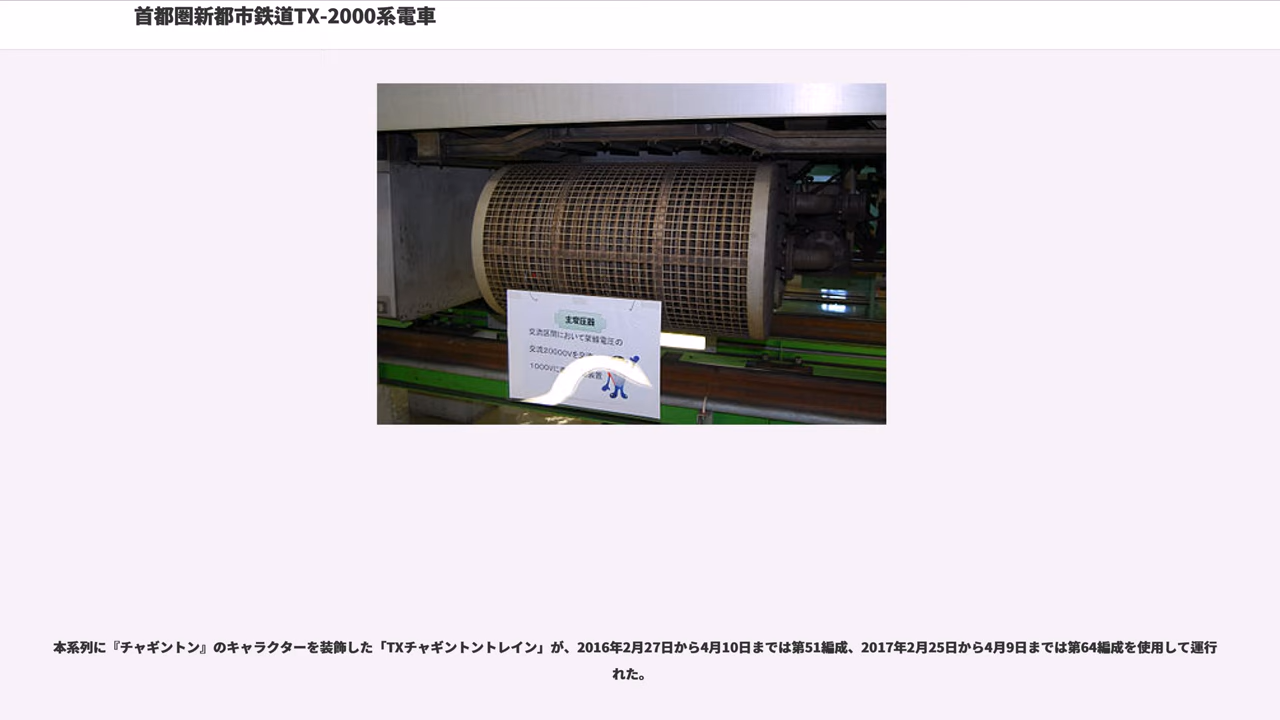 首都圏新都市鉄道TX-2000系電車
主変圧器
交流区間において架線電圧の
交流20000Vを交流
1000Vに
装置
本系列に『チャギントン』のキャラクターを装飾した「TXチャギントントレイン」が、2016年2月27日から4月10日までは第51編成、2017年2月25日から4月9日までは第64編成を使用して運行
れた。